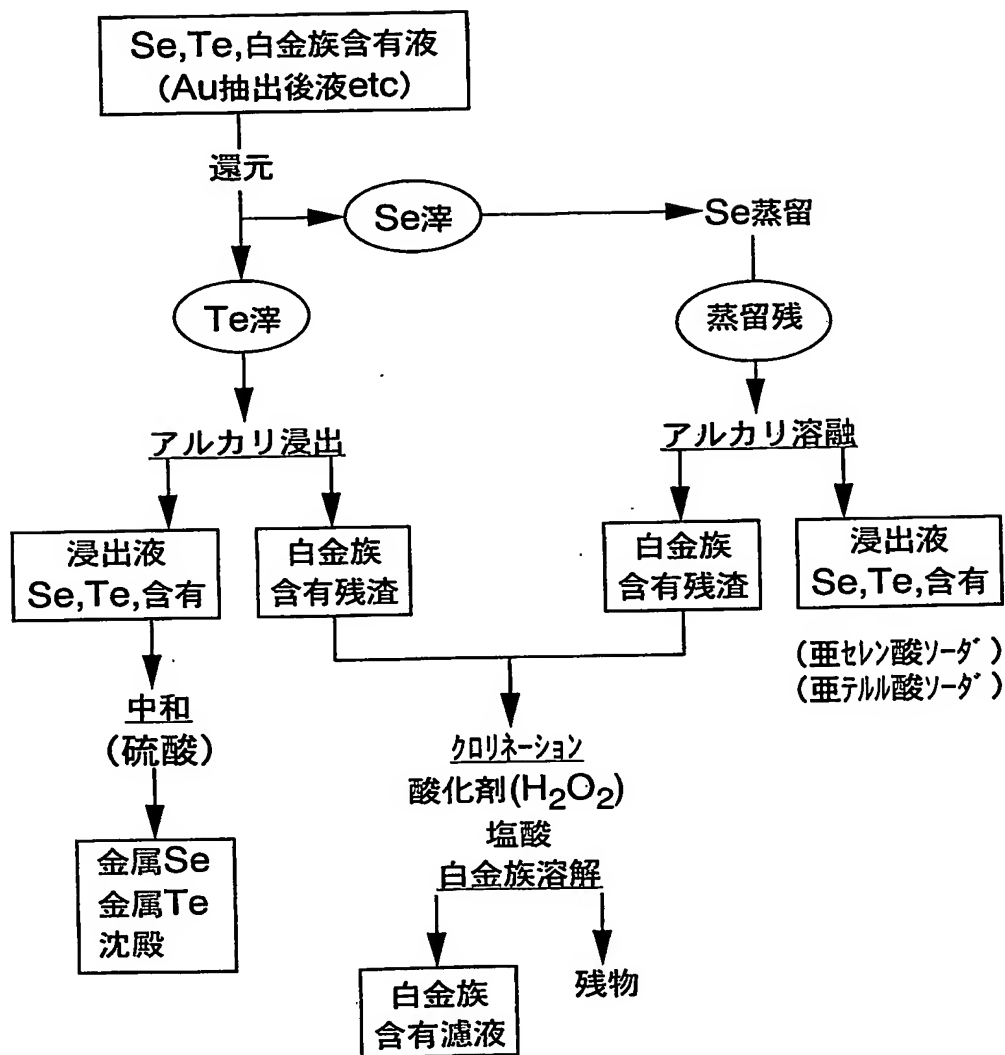 Se,Te,白金族含有液
(Au抽出後液etc)
還元
Se滓
Se蒸留
Te滓
蒸留残
アルカリ浸出
アルカリ溶融
浸出液
Se,Te,含有
白金族
含有残渣
白金族
含有残渣
浸出液
Se,Te,含有
(亜セレン酸ソーダ)
(亜テルル酸ソーダ)
中和
(硫酸)
クロリネーション
酸化剤(H₂O₂)
塩酸
白金族溶解
金属Se
金属Te
沈殿
白金族
含有濾液
残物